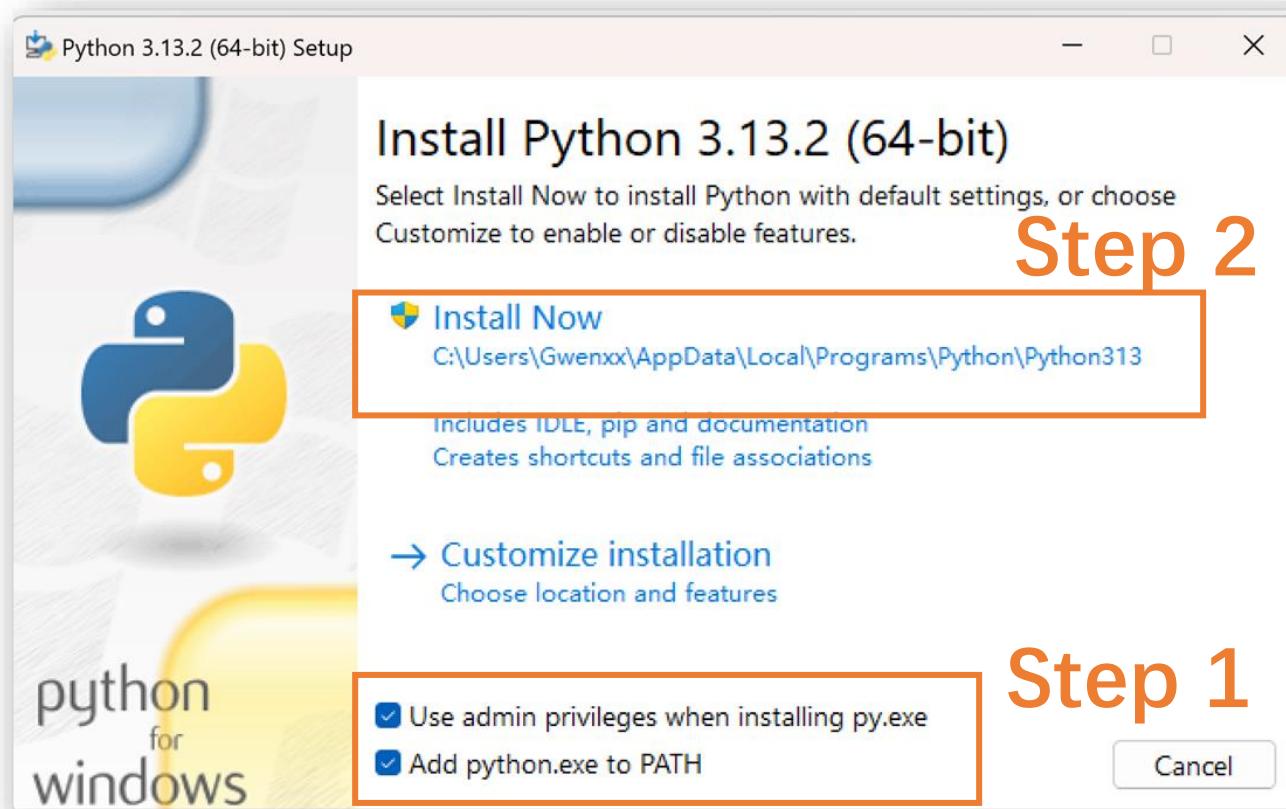 Python 3.13.2 (64-bit) Setup
Install Python 3.13.2 (64-bit)
Select Install Now to install Python with default settings, or choose
Customize to enable or disable features.
Step 2
Install Now
C:\Users\Gwenxx\AppData\Local\Programs\Python\Python313
Includes IDLE, pip and documentation
Creates shortcuts and file associations
→ Customize installation
Choose location and features
Step 1
Use admin privileges when installing py.exe
Add python.exe to PATH
Cancel
python
for
windows